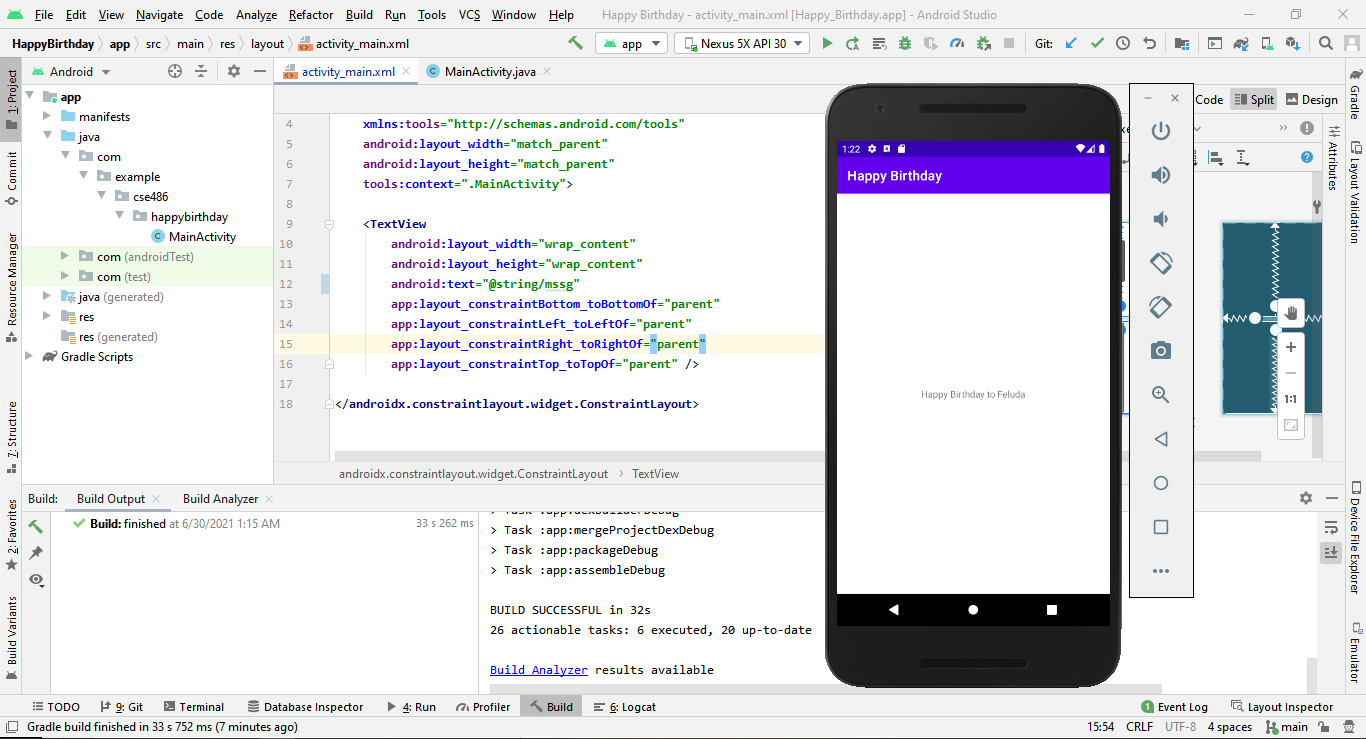 File Edit View Navigate Code Analyze Refactor Build Run Tools VCS Window Help Happy Birthday - activity_main.xml [Happy_Birthday.app] - Android Studio
HappyBirthday app src main res layout activity_main.xml app Nexus 5X API 30 Git:
1: Project
Commit
Resource Manager
7: Structure
2: Favorites
Build Variants
Android
app
manifests
java
com
example
cse486
happybirthday
MainActivity
com (androidTest)
com (test)
java (generated)
res
res (generated)
Gradle Scripts
activity_main.xml MainActivity.java
Code Split Design
4 xmlns:tools="http://schemas.android.com/tools"
5 android:layout_width="match_parent"
6 android:layout_height="match_parent"
7 tools:context=".MainActivity">
8
9 <TextView
10 android:layout_width="wrap_content"
11 android:layout_height="wrap_content"
12 android:text="@string/mssg"
13 app:layout_constraintBottom_toBottomOf="parent"
14 app:layout_constraintLeft_toLeftOf="parent"
15 app:layout_constraintRight_toRightOf="parent"
16 app:layout_constraintTop_toTopOf="parent" />
17
18 </androidx.constraintlayout.widget.ConstraintLayout>
androidx.constraintlayout.widget.ConstraintLayout TextView
1:22
Happy Birthday
Happy Birthday to Feluda
1:1
Gradle
Layout Validation
Attributes
Device File Explorer
Emulator
Build: Build Output Build Analyzer
Build: finished at 6/30/2021 1:15 AM 33 s 262 ms
> Task :app:dexBuilderDebug
> Task :app:mergeProjectDexDebug
> Task :app:packageDebug
> Task :app:assembleDebug
BUILD SUCCESSFUL in 32s
26 actionable tasks: 6 executed, 20 up-to-date
Build Analyzer results available
TODO 9: Git Terminal Database Inspector 4: Run Profiler Build 6: Logcat 1 Event Log Layout Inspector
Gradle build finished in 33 s 752 ms (7 minutes ago) 15:54 CRLF UTF-8 4 spaces main